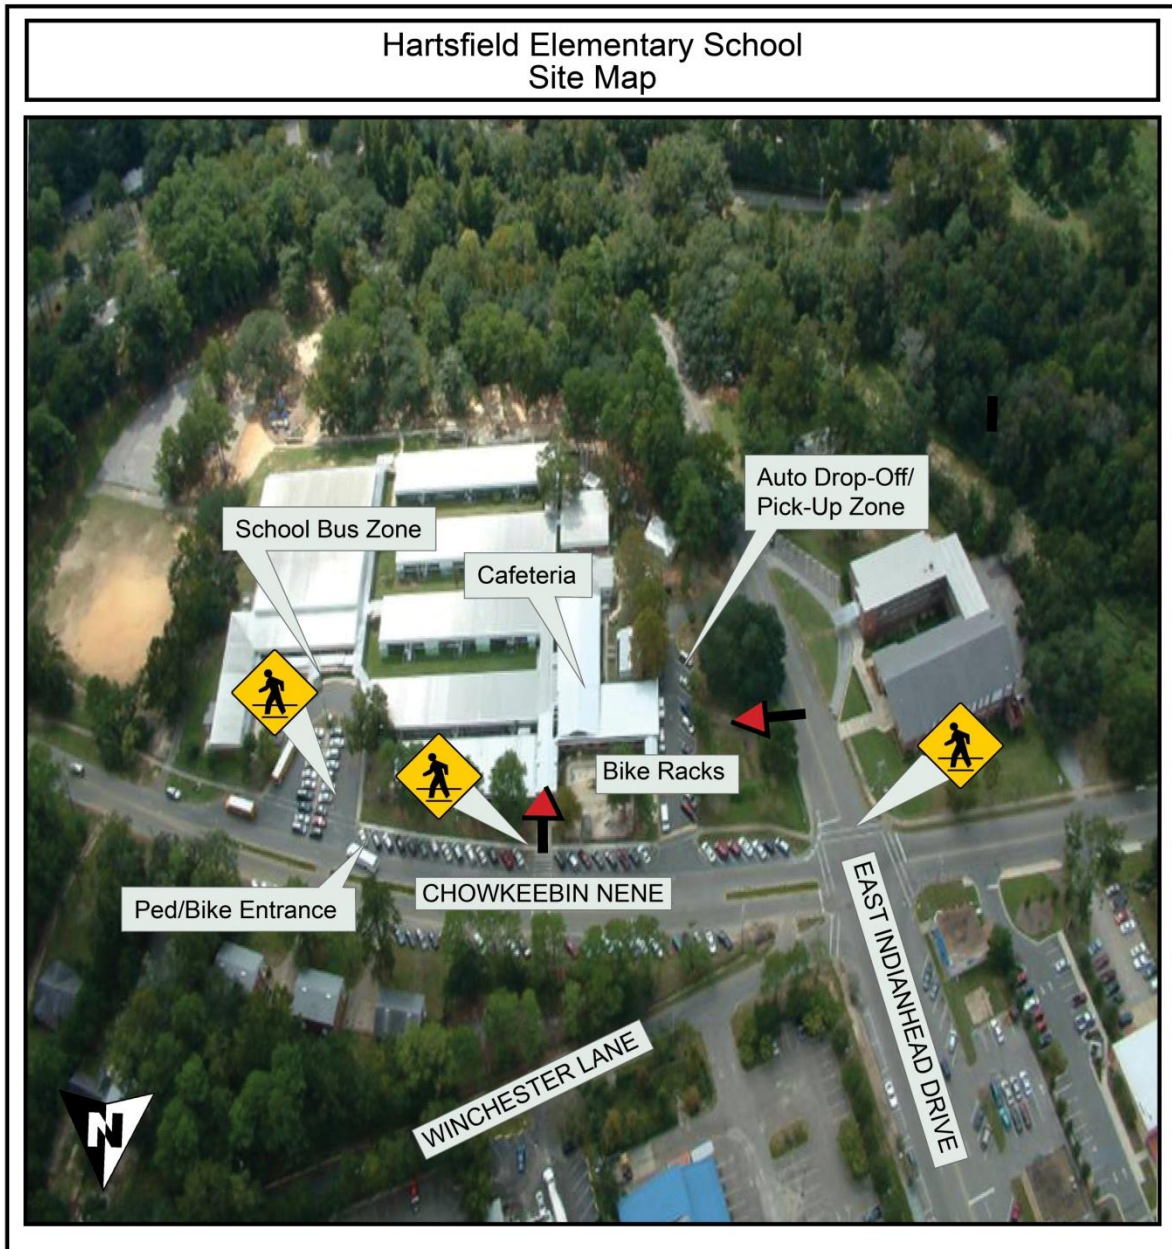 Hartsfield Elementary School
Site Map
Auto Drop-Off/
Pick-Up Zone
School Bus Zone
Cafeteria
Bike Racks
CHOWKEEBIN NENE
Ped/Bike Entrance
EAST INDIANHEAD DRIVE
WINCHESTER LANE
N